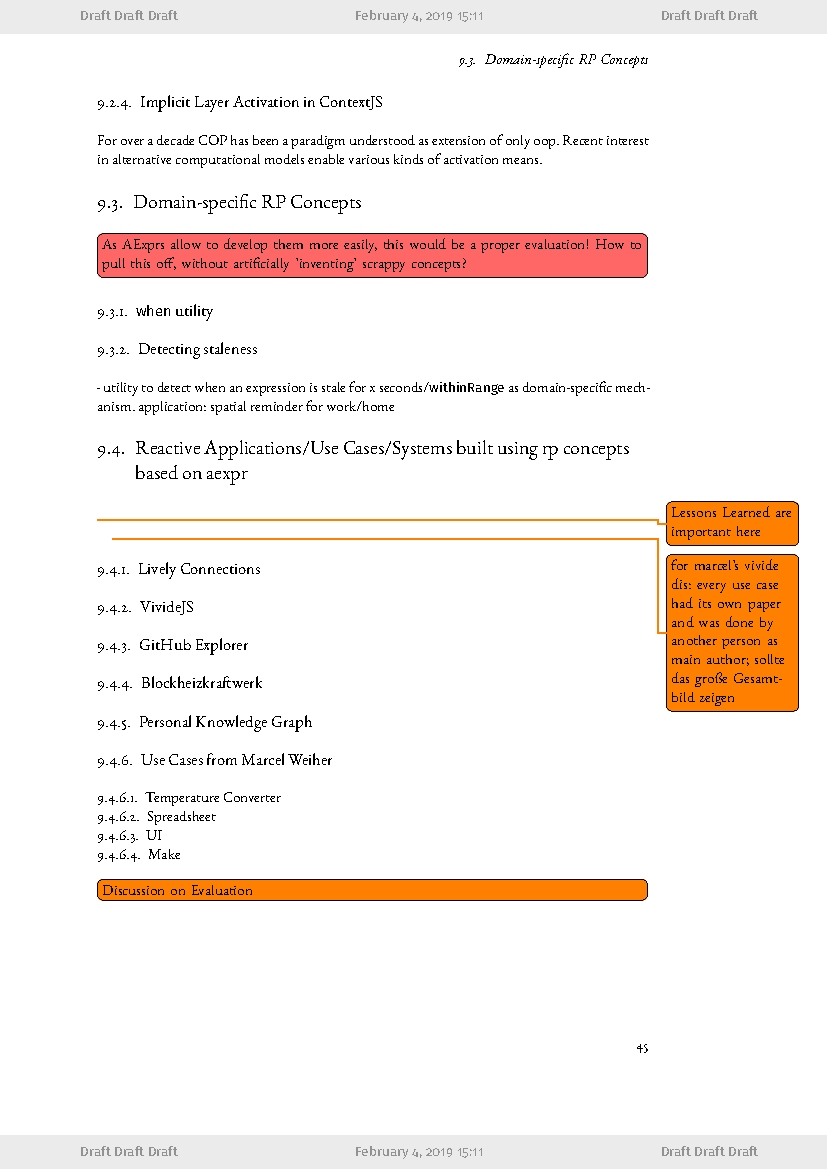 Draft Draft Draft February 4, 2019 15:11 Draft Draft Draft
9.3. Domain-specific RP Concepts
9.2.4. Implicit Layer Activation in ContextJS
For over a decade COP has been a paradigm understood as extension of only oop. Recent interest
in alternative computational models enable various kinds of activation means.
9.3. Domain-specific RP Concepts
As AExprs allow to develop them more easily, this would be a proper evaluation! How to
pull this off, without artificially 'inventing' scrappy concepts?
9.3.1. when utility
9.3.2. Detecting staleness
- utility to detect when an expression is stale for x seconds/withinRange as domain-specific mech-
anism. application: spatial reminder for work/home
9.4. Reactive Applications/Use Cases/Systems built using rp concepts
based on aexpr
Lessons Learned are
important here
for marcel's vivide
dis: every use case
had its own paper
and was done by
another person as
main author; sollte
das große Gesamt-
bild zeigen
9.4.1. Lively Connections
9.4.2. VivideJS
9.4.3. GitHub Explorer
9.4.4. Blockheizkraftwerk
9.4.5. Personal Knowledge Graph
9.4.6. Use Cases from Marcel Weiher
9.4.6.1. Temperature Converter
9.4.6.2. Spreadsheet
9.4.6.3. UI
9.4.6.4. Make
Discussion on Evaluation
45
Draft Draft Draft February 4, 2019 15:11 Draft Draft Draft